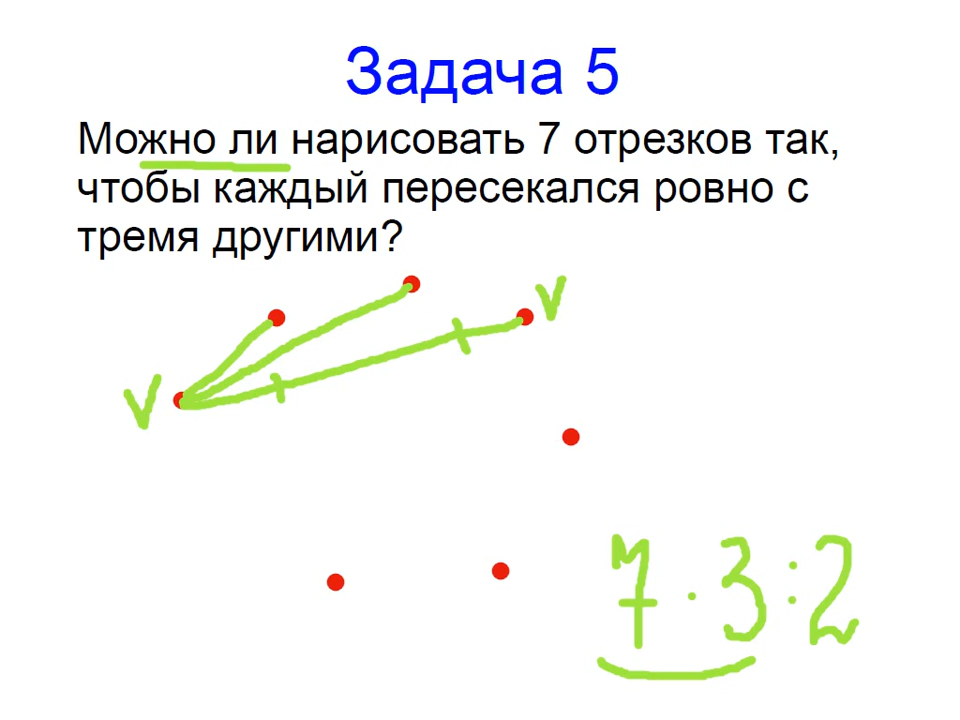 Задача 5
Можно ли нарисовать 7 отрезков так,
чтобы каждый пересекался ровно с
тремя другими?
V
V
7 · 3 : 2